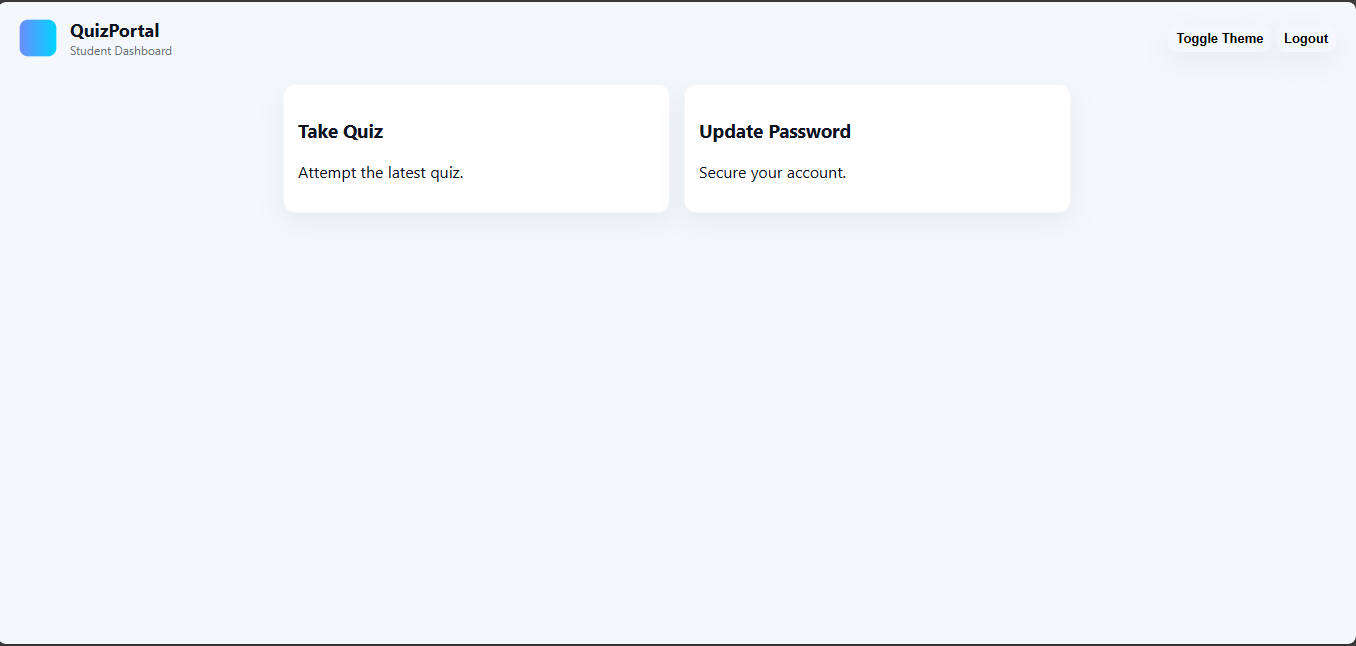 QuizPortal
Student Dashboard
Toggle Theme
Logout
Take Quiz
Attempt the latest quiz.
Update Password
Secure your account.